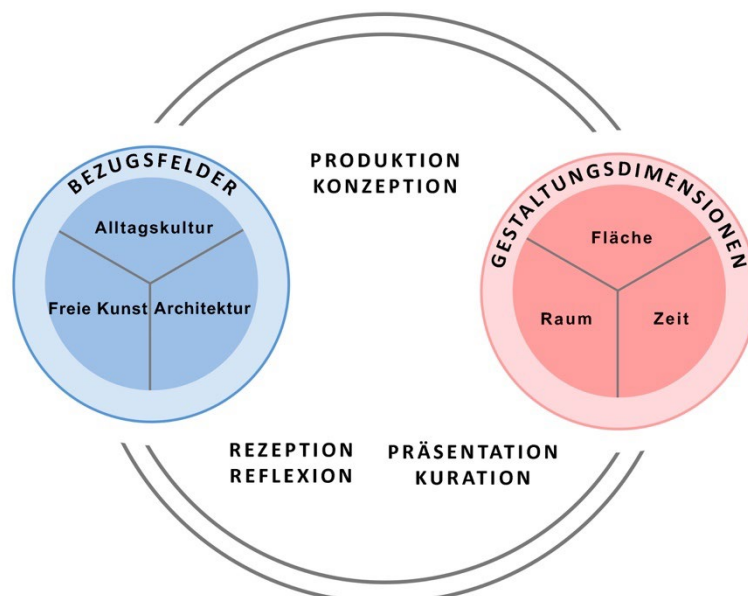 PRODUKTION
KONZEPTION
BEZUGSFELDER
Alltagskultur
Freie Kunst
Architektur
GESTALTUNGSDIMENSIONEN
Fläche
Raum
Zeit
REZEPTION
REFLEXION
PRÄSENTATION
KURATION